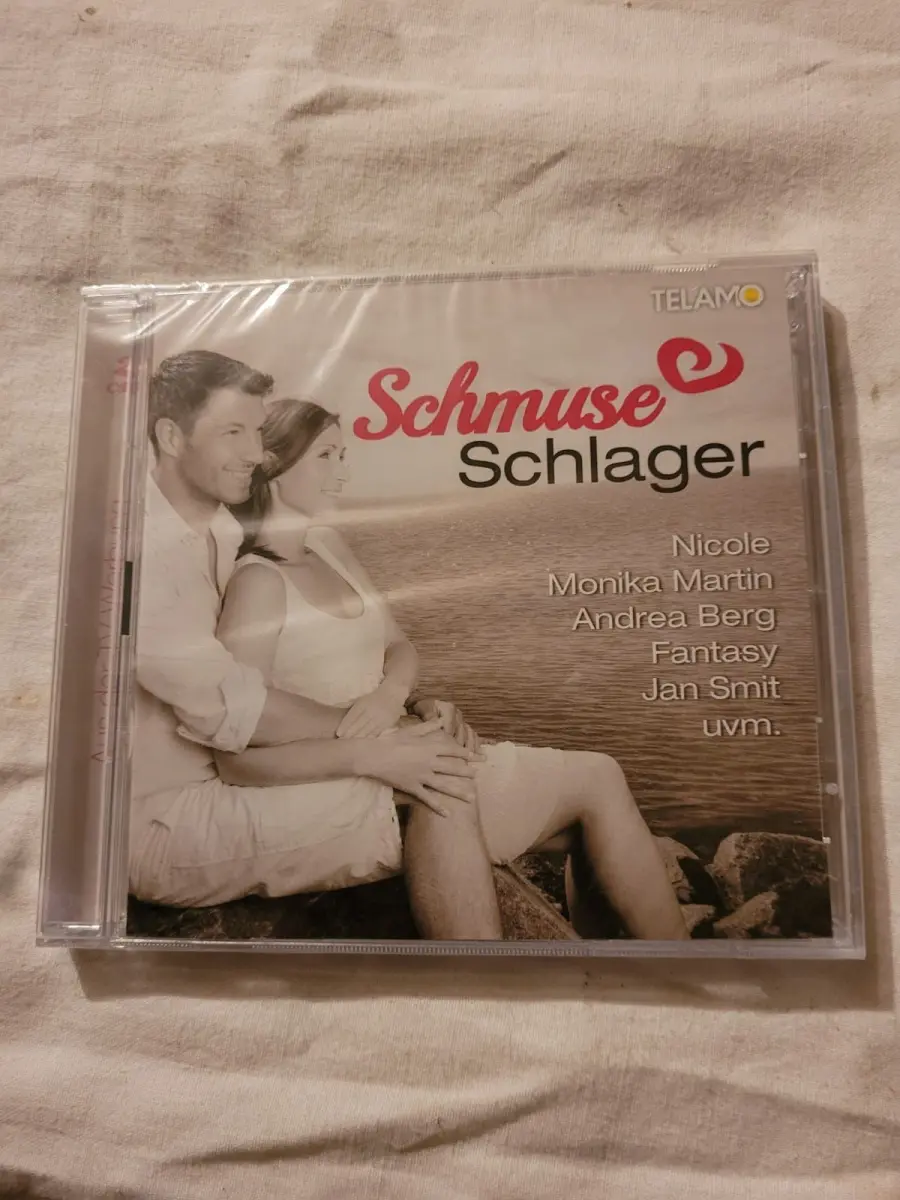 TELAMO
Schmuse
Schlager
Nicole
Monika Martin
Andrea Berg
Fantasy
Jan Smit
uvm.